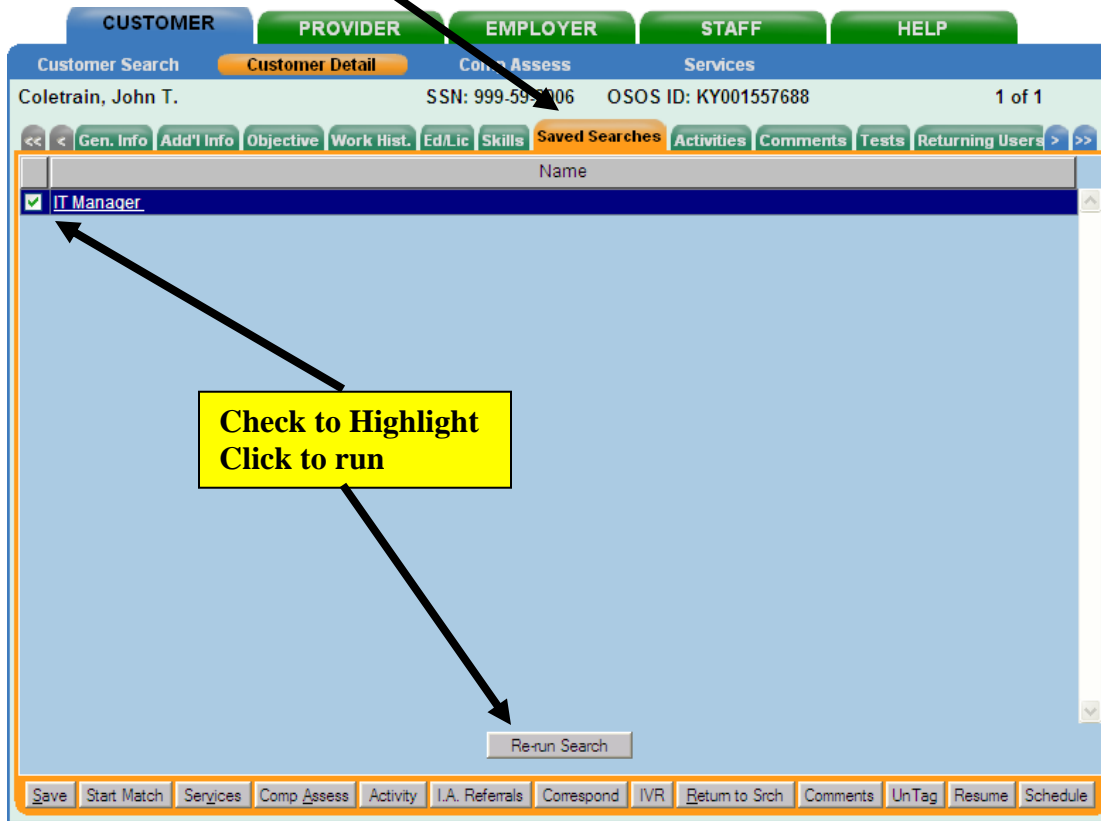 CUSTOMER PROVIDER EMPLOYER STAFF HELP
Customer Search Customer Detail Assess Services
Coletrain, John T. SSN: OSOS ID: KY001557688 1 of 1
<< < Gen. Info Add'l Info Objective Work Hist. Ed/Lic Skills Saved Searches Activities Comments Tests Returning Users > >>
Name
IT Manager
Check to Highlight
Click to run
Re-run Search
Save Start Match Services Comp Assess Activity I.A. Referrals Correspond IVR Return to Srch Comments UnTag Resume Schedule